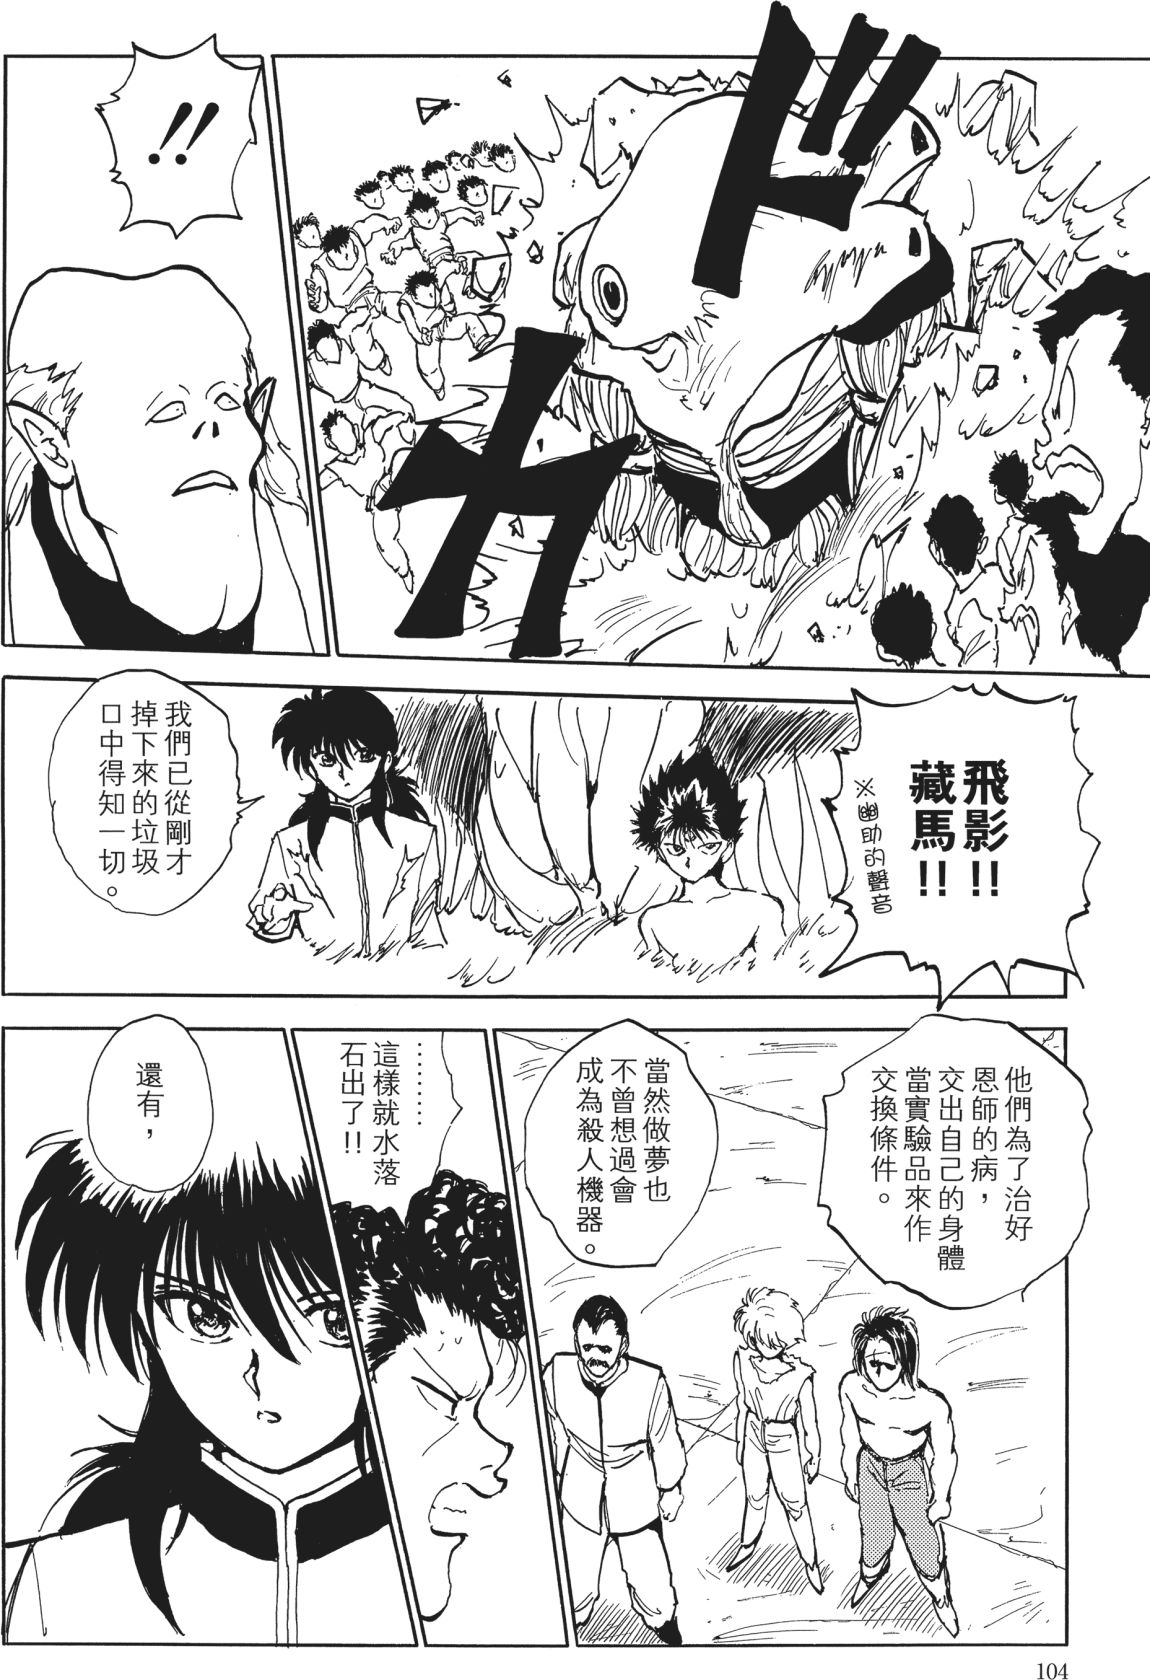 ドガ!!
!!
飛影!!
藏馬!!
※幽助的聲音
我們已從剛才
掉下來的垃圾
口中得知一切。
他們為了治好
恩師的病，
交出自己的身體
當實驗品來作
交換條件。
當然做夢也
不曾想過會
成為殺人機器。
………
這樣就水落
石出了!!
還有，
104